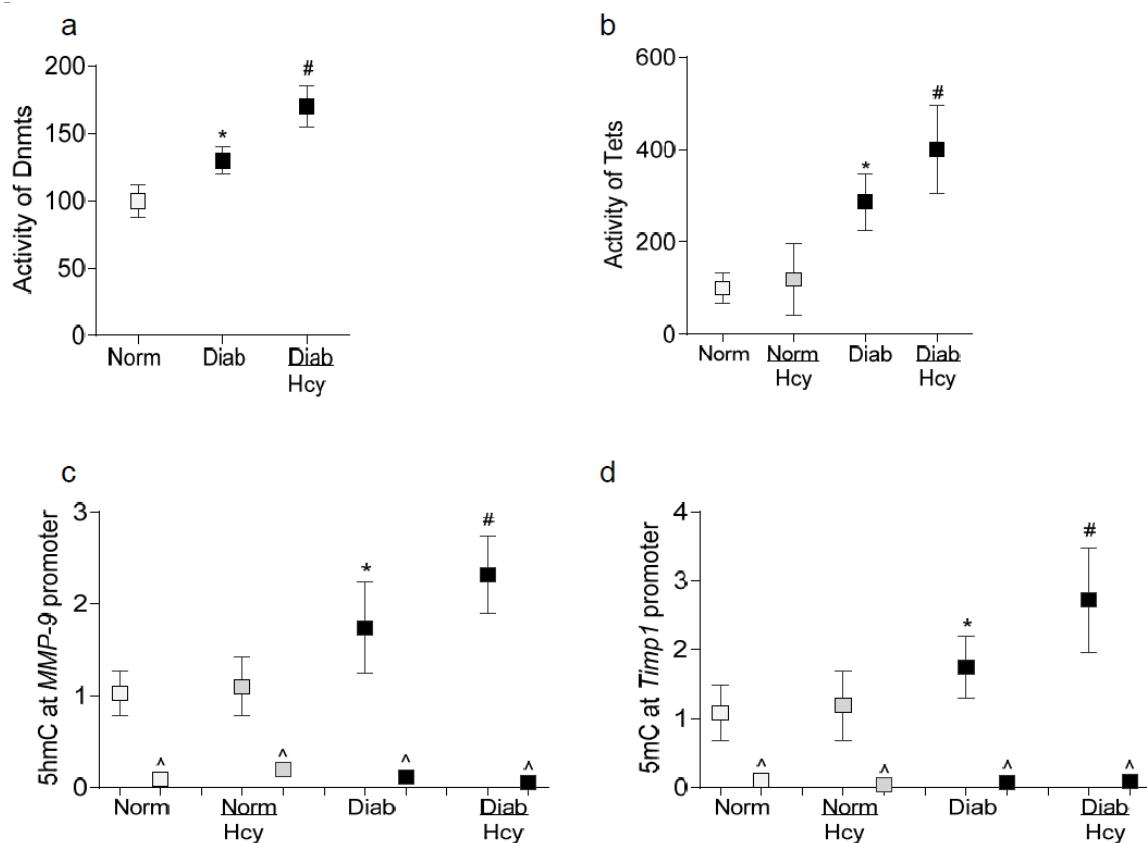 a
Activity of Dnmts
200
150
100
50
0
*
#
Norm
Diab
Diab
Hcy
b
Activity of Tets
600
400
200
0
*
#
Norm
Norm
Hcy
Diab
Diab
Hcy
c
5hmC at MMP-9 promoter
3
2
1
0
*
#
^ ^ ^ ^
Norm
Norm
Hcy
Diab
Diab
Hcy
d
5mC at Timp1 promoter
4
3
2
1
0
*
#
^ ^ ^ ^
Norm
Norm
Hcy
Diab
Diab
Hcy